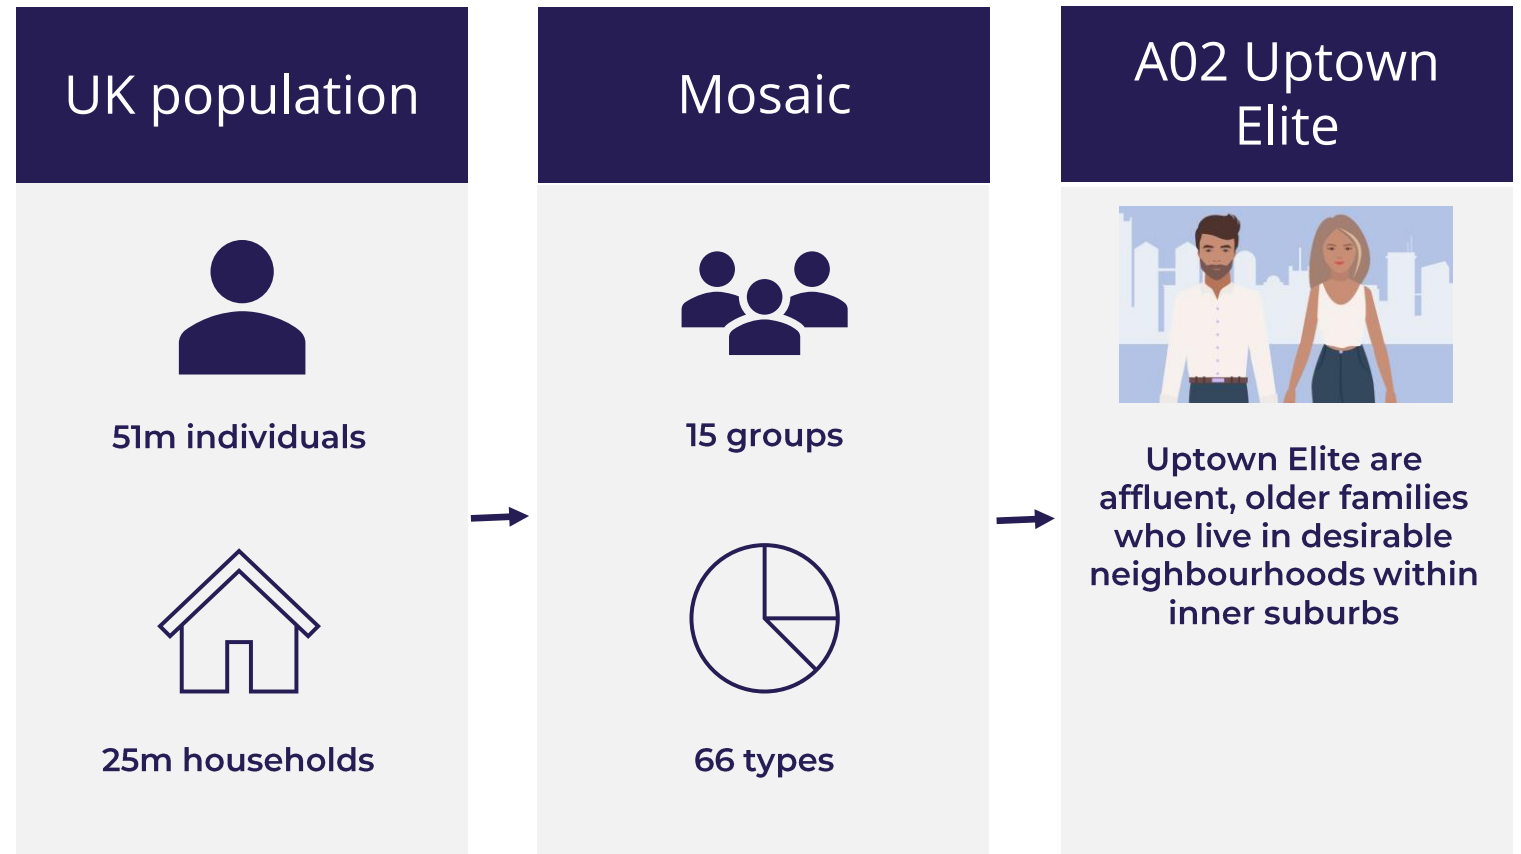 UK population
51m individuals
25m households
Mosaic
15 groups
66 types
A02 Uptown
Elite
Uptown Elite are
affluent, older families
who live in desirable
neighbourhoods within
inner suburbs